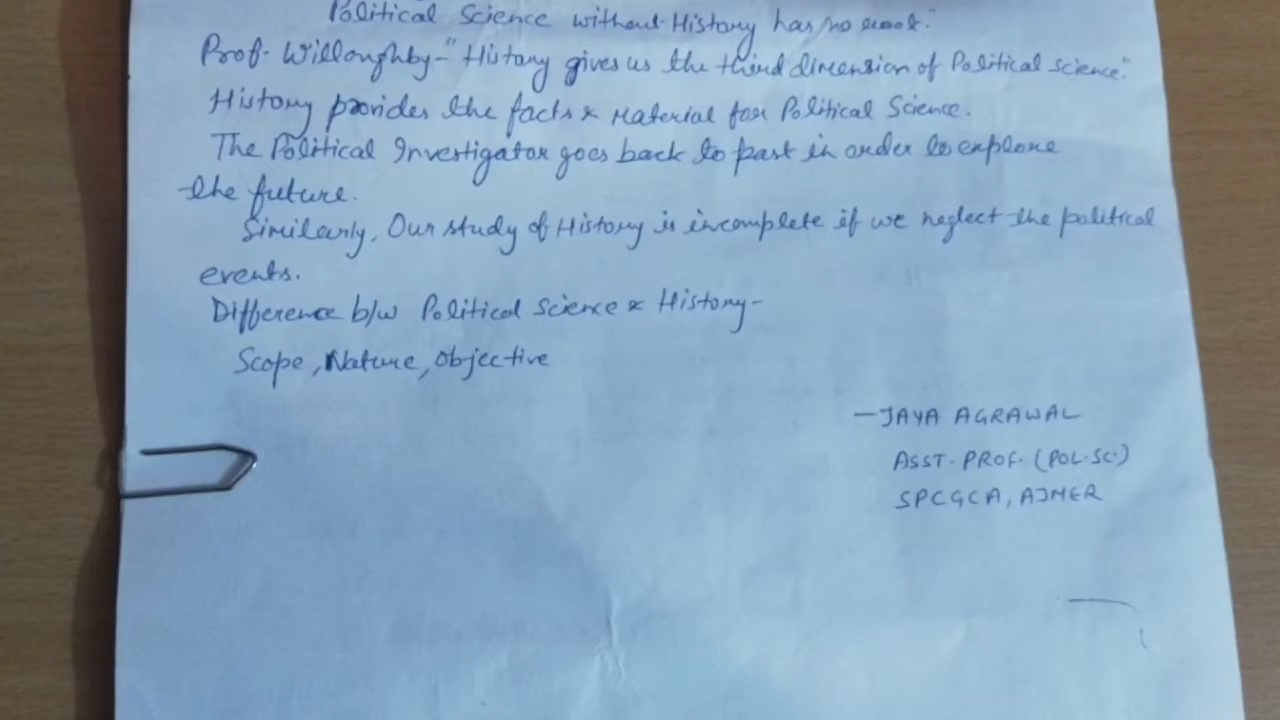 Political Science without History has no root."
Prof. Willoughby-"History gives us the third dimension of Political science."
History provides the facts & Material for Political Science.
The Political Investigator goes back to past in order to explore
the future.
Similarly, Our study of History is incomplete if we neglect the political
events.
Difference b/w Political Science & History-
Scope, Nature, Objective
-JAYA AGRAWAL
ASST. PROF. (POL.SC.)
SPCGCA, AJMER